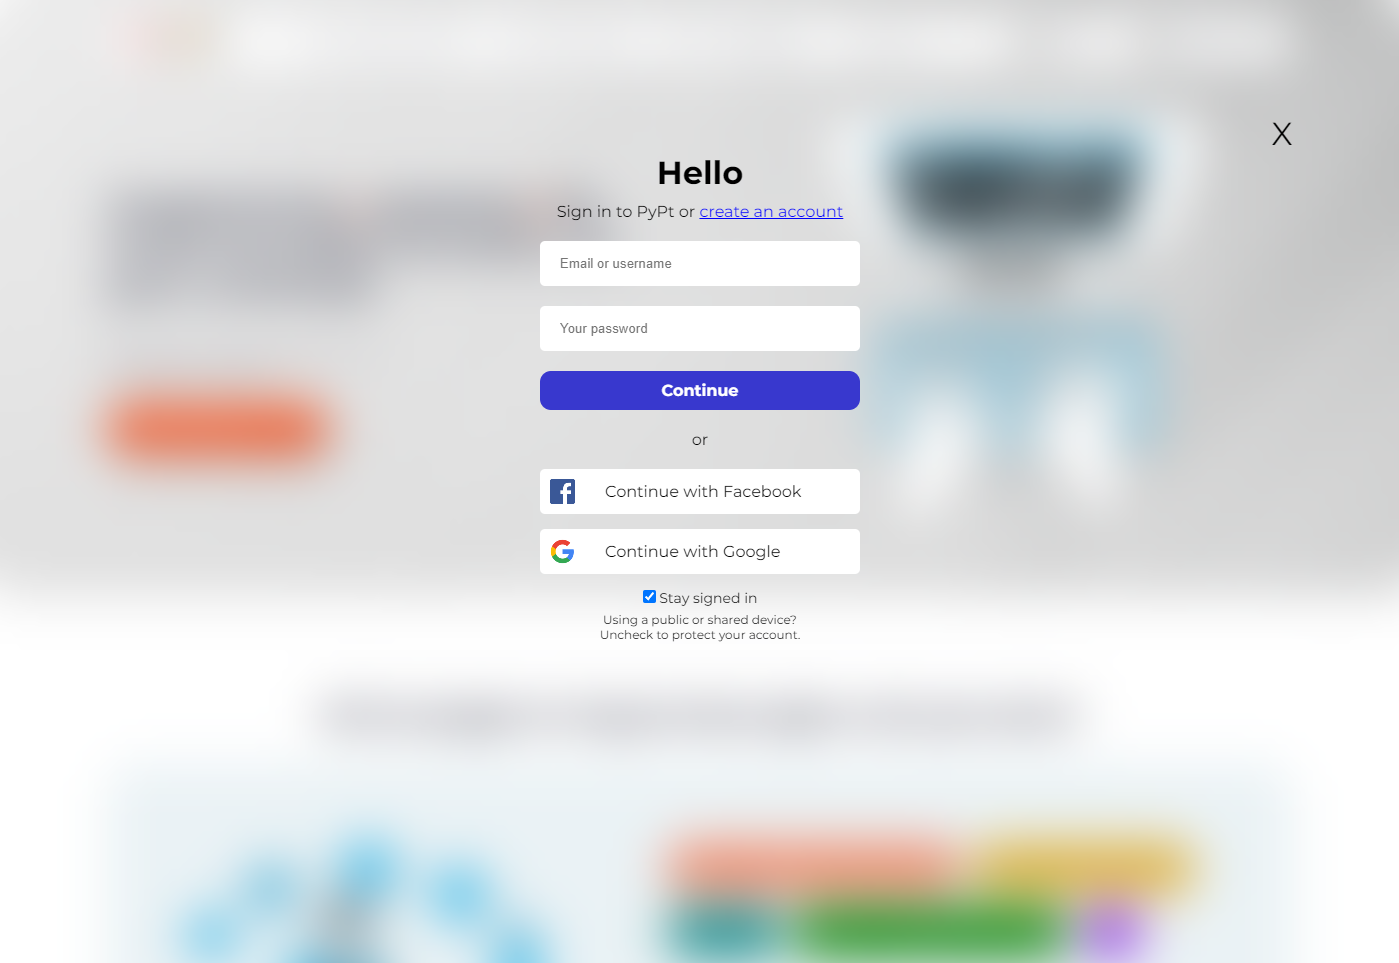 X
Hello
Sign in to PyPt or create an account
Email or username
Your password
Continue
or
Continue with Facebook
Continue with Google
Stay signed in
Using a public or shared device?
Uncheck to protect your account.